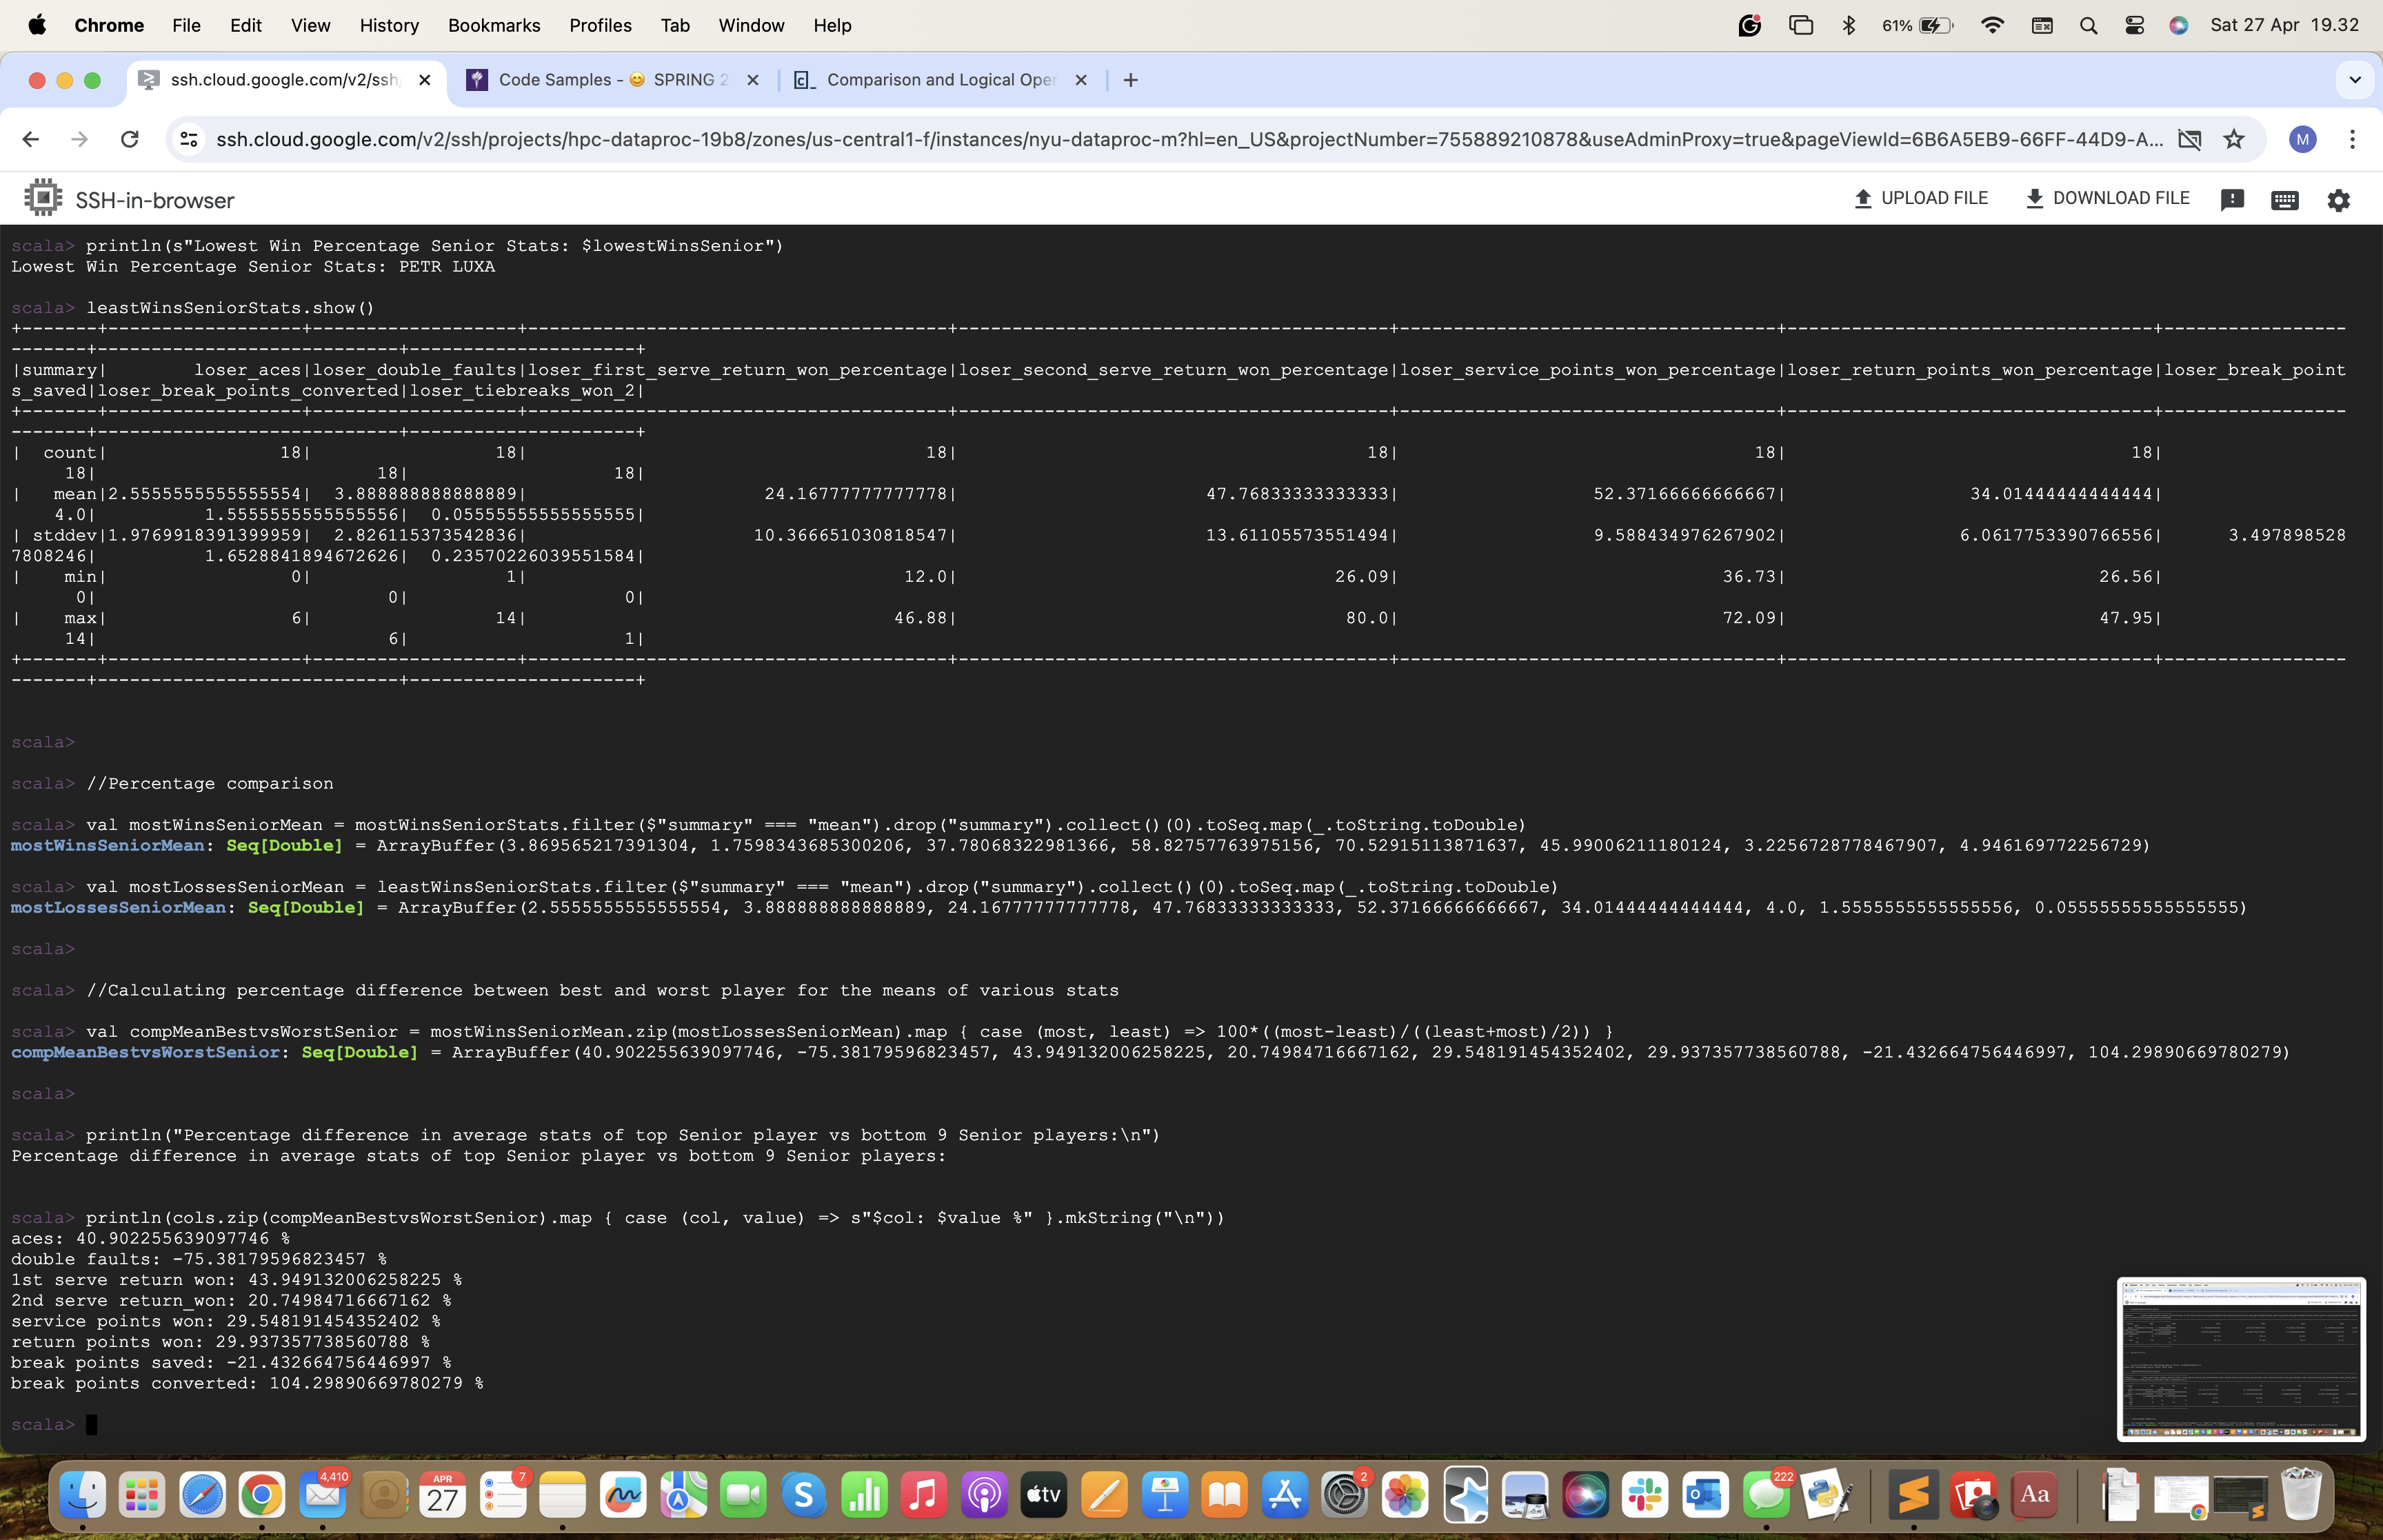 Chrome File Edit View History Bookmarks Profiles Tab Window Help 61% Sat 27 Apr 19.32
ssh.cloud.google.com/v2/ssh Code Samples - 😊 SPRING 2 Comparison and Logical Oper
ssh.cloud.google.com/v2/ssh/projects/hpc-dataproc-19b8/zones/us-central1-f/instances/nyu-dataproc-m?hl=en_US&projectNumber=755889210878&useAdminProxy=true&pageViewId=6B6A5EB9-66FF-44D9-A... M
SSH-in-browser UPLOAD FILE DOWNLOAD FILE
scala> println(s"Lowest Win Percentage Senior Stats: $lowestWinsSenior")
Lowest Win Percentage Senior Stats: PETR LUXA
scala> leastWinsSeniorStats.show()
+-------+-------------------+--------------------+----------------------------------------+-----------------------------------------+------------------------------------+-----------------------------------+-----------------
-------+----------------------------+---------------------+
|summary| loser_aces|loser_double_faults|loser_first_serve_return_won_percentage|loser_second_serve_return_won_percentage|loser_service_points_won_percentage|loser_return_points_won_percentage|loser_break_point
s_saved|loser_break_points_converted|loser_tiebreaks_won_2|
+-------+-------------------+--------------------+----------------------------------------+-----------------------------------------+------------------------------------+-----------------------------------+-----------------
-------+----------------------------+---------------------+
| count| 18| 18| 18| 18| 18| 18|
18| 18| 18|
| mean|2.5555555555555554| 3.888888888888889| 24.16777777777778| 47.76833333333333| 52.37166666666667| 34.01444444444444|
4.0| 1.5555555555555556| 0.05555555555555555|
| stddev|1.9769918391399959| 2.826115373542836| 10.366651030818547| 13.61105573551494| 9.588434976267902| 6.0617753390766556| 3.497898528
7808246| 1.6528841894672626| 0.23570226039551584|
| min| 0| 1| 12.0| 26.09| 36.73| 26.56|
0| 0| 0|
| max| 6| 14| 46.88| 80.0| 72.09| 47.95|
14| 6| 1|
+-------+-------------------+--------------------+----------------------------------------+-----------------------------------------+------------------------------------+-----------------------------------+-----------------
-------+----------------------------+---------------------+
scala>
scala> //Percentage comparison
scala> val mostWinsSeniorMean = mostWinsSeniorStats.filter($"summary" === "mean").drop("summary").collect()(0).toSeq.map(_.toString.toDouble)
mostWinsSeniorMean: Seq[Double] = ArrayBuffer(3.869565217391304, 1.7598343685300206, 37.78068322981366, 58.82757763975156, 70.52915113871637, 45.99006211180124, 3.2256728778467907, 4.946169772256729)
scala> val mostLossesSeniorMean = leastWinsSeniorStats.filter($"summary" === "mean").drop("summary").collect()(0).toSeq.map(_.toString.toDouble)
mostLossesSeniorMean: Seq[Double] = ArrayBuffer(2.5555555555555554, 3.888888888888889, 24.16777777777778, 47.76833333333333, 52.37166666666667, 34.01444444444444, 4.0, 1.5555555555555556, 0.05555555555555555)
scala>
scala> //Calculating percentage difference between best and worst player for the means of various stats
scala> val compMeanBestvsWorstSenior = mostWinsSeniorMean.zip(mostLossesSeniorMean).map { case (most, least) => 100*((most-least)/((least+most)/2)) }
compMeanBestvsWorstSenior: Seq[Double] = ArrayBuffer(40.902255639097746, -75.38179596823457, 43.949132006258225, 20.74984716667162, 29.548191454352402, 29.937357738560788, -21.432664756446997, 104.29890669780279)
scala>
scala> println("Percentage difference in average stats of top Senior player vs bottom 9 Senior players:\n")
Percentage difference in average stats of top Senior player vs bottom 9 Senior players:
scala> println(cols.zip(compMeanBestvsWorstSenior).map { case (col, value) => s"$col: $value %" }.mkString("\n"))
aces: 40.902255639097746 %
double faults: -75.38179596823457 %
1st serve return won: 43.949132006258225 %
2nd serve return_won: 20.74984716667162 %
service points won: 29.548191454352402 %
return points won: 29.937357738560788 %
break points saved: -21.432664756446997 %
break points converted: 104.29890669780279 %
scala>
4,410 APR 27 7 tv 2 222 Aa